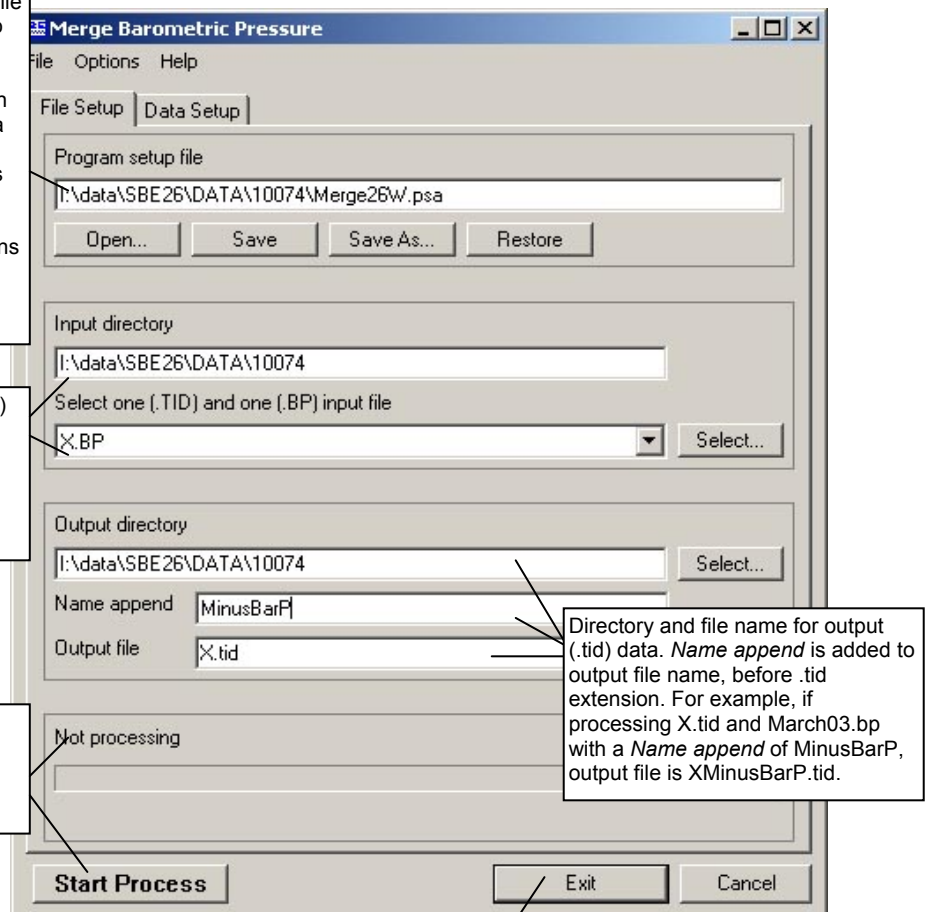 Merge Barometric Pressure
File Options Help
File Setup Data Setup
Program setup file
I:\data\SBE26\DATA\10074\Merge26W.psa
Open... Save Save As... Restore
Input directory
I:\data\SBE26\DATA\10074
Select one (.TID) and one (.BP) input file
X.BP Select...
Output directory
I:\data\SBE26\DATA\10074 Select...
Name append MinusBarP
Output file X.tid
Directory and file name for output
(.tid) data. Name append is added to
output file name, before .tid
extension. For example, if
processing X.tid and March03.bp
with a Name append of MinusBarP,
output file is XMinusBarP.tid.
Not processing
Start Process Exit Cancel